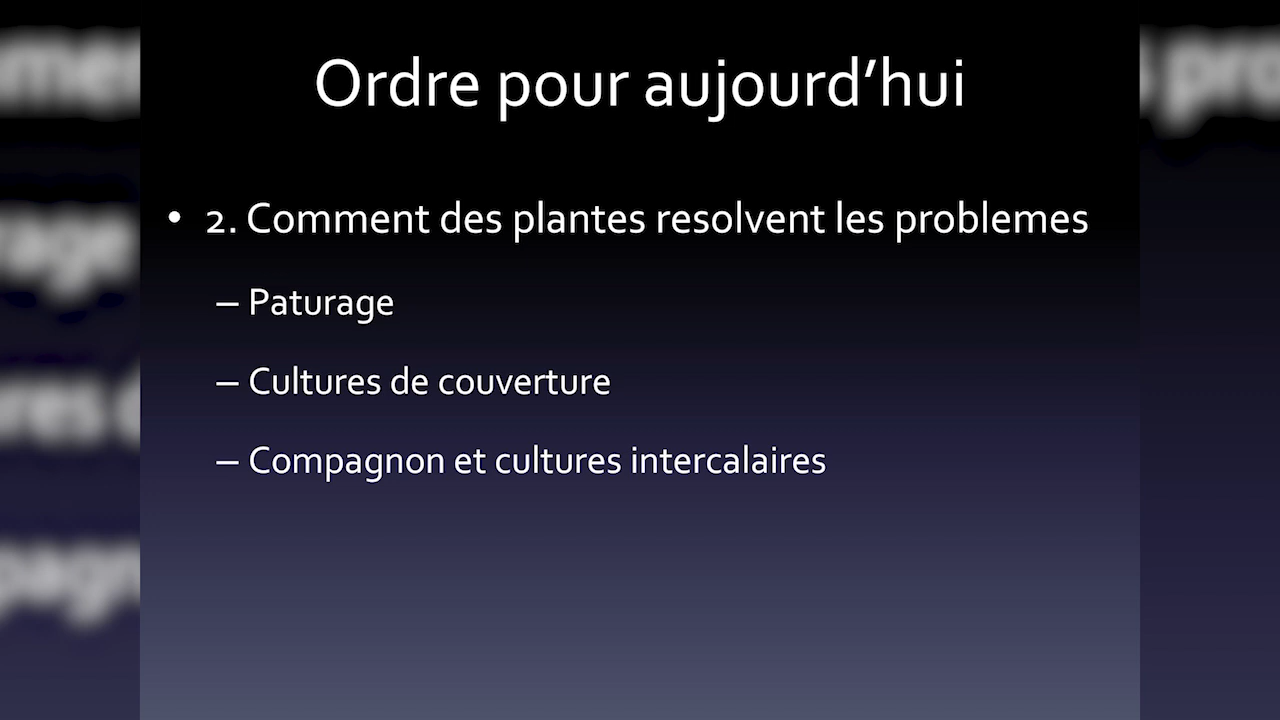 Ordre pour aujourd’hui
• 2. Comment des plantes resolvent les problemes
– Paturage
– Cultures de couverture
– Compagnon et cultures intercalaires